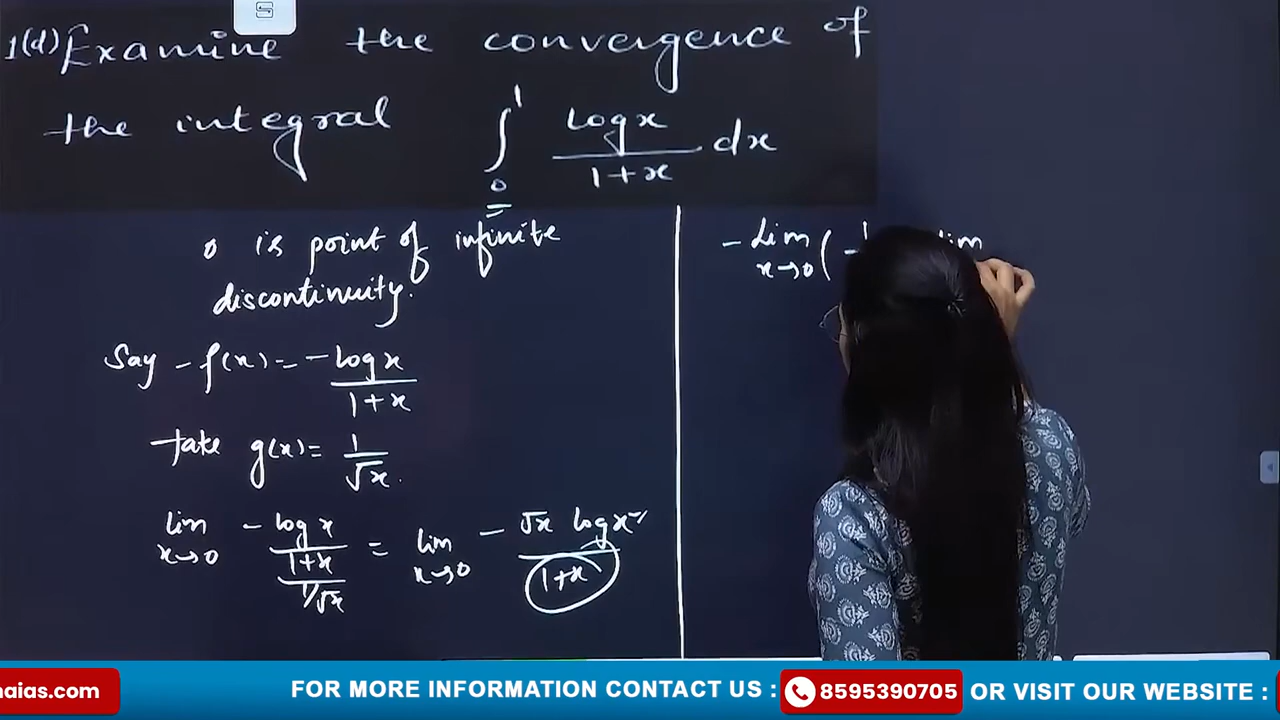 1(d) Examine the convergence of
the integral ∫₀¹ log x / 1+x dx
0 is point of infinite
discontinuity.
Say -f(x) = - log x / 1+x
Take g(x) = 1/√x.
lim x→0 - log x / 1+x / 1/√x = lim x→0 - √x log x / 1+x
- lim x→0 ( 1 lim
FOR MORE INFORMATION CONTACT US : 8595390705 OR VISIT OUR WEBSITE :
aias.com